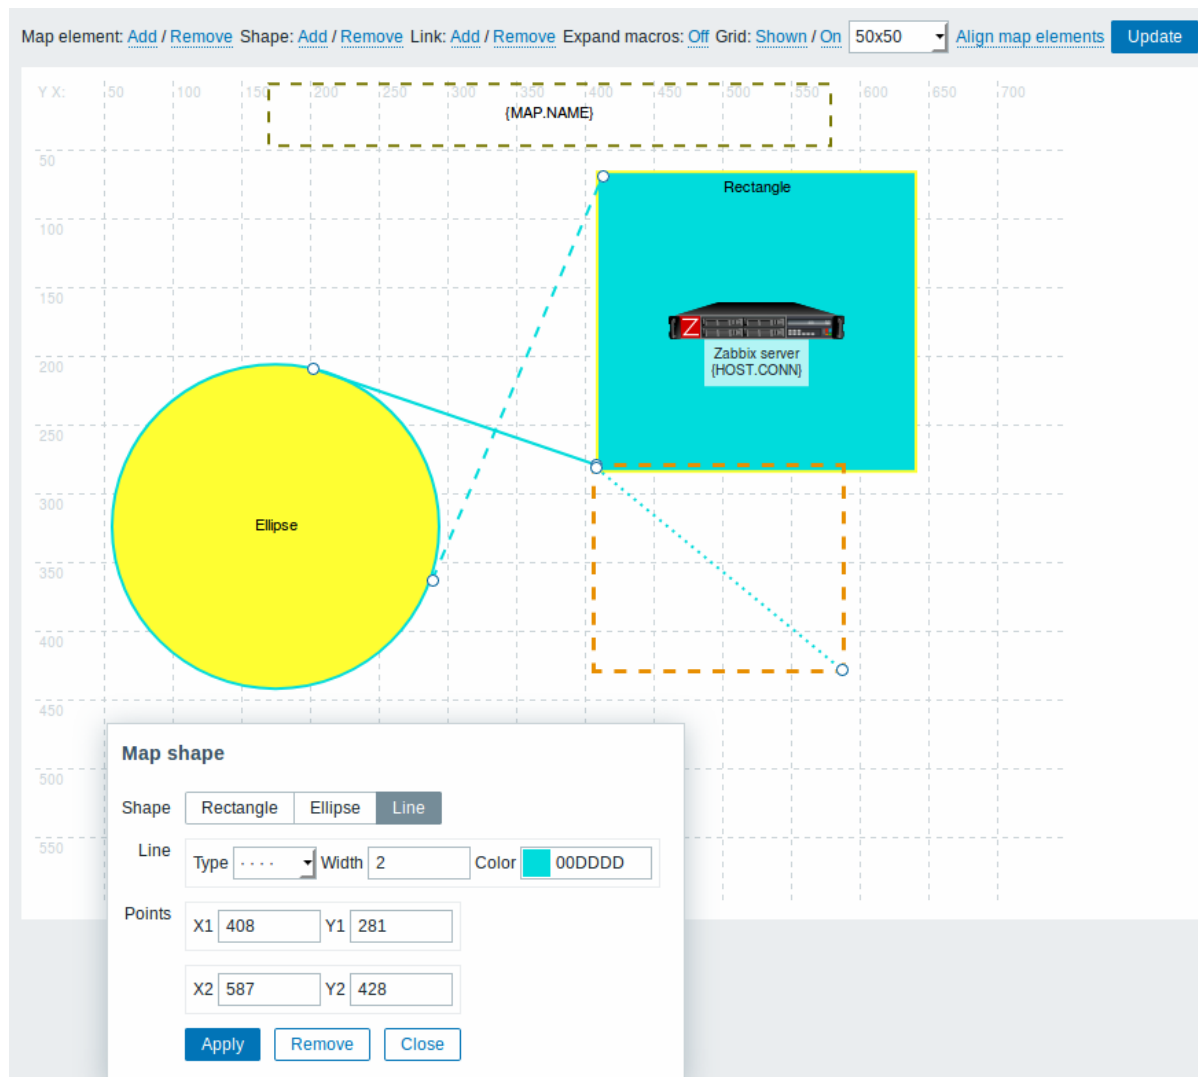 Map element: Add / Remove Shape: Add / Remove Link: Add / Remove Expand macros: Off Grid: Shown / On 50x50 Align map elements Update
Y X: 50 100 150 200 250 300 350 400 450 500 550 600 650 700
{MAP.NAME}
50
Rectangle
100
150
Z
Zabbix server
200
{HOST.CONN}
250
300
Ellipse
350
400
450
Map shape
500
Shape Rectangle Ellipse Line
550
Line Type Width 2 Color 00DDDD
Points X1 408 Y1 281
X2 587 Y2 428
Apply Remove Close